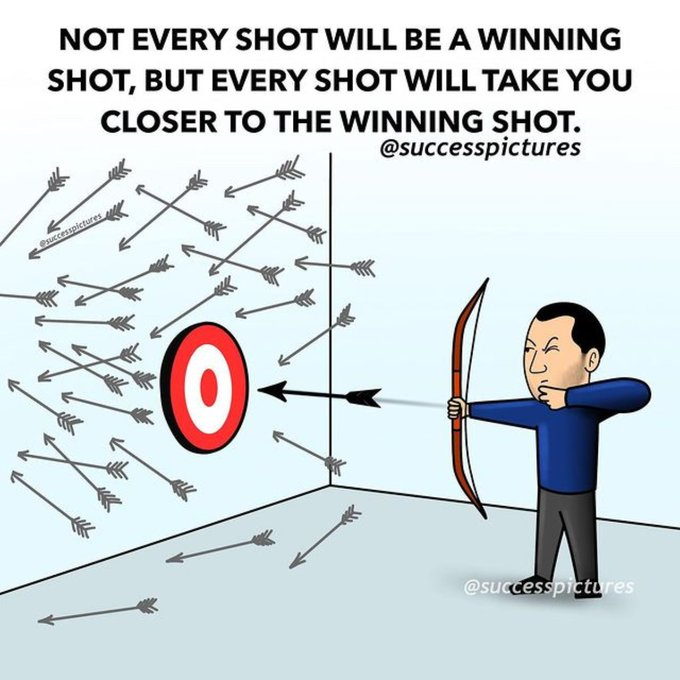 NOT EVERY SHOT WILL BE A WINNING
SHOT, BUT EVERY SHOT WILL TAKE YOU
CLOSER TO THE WINNING SHOT.
@successpictures
@successpictures
@successpictures